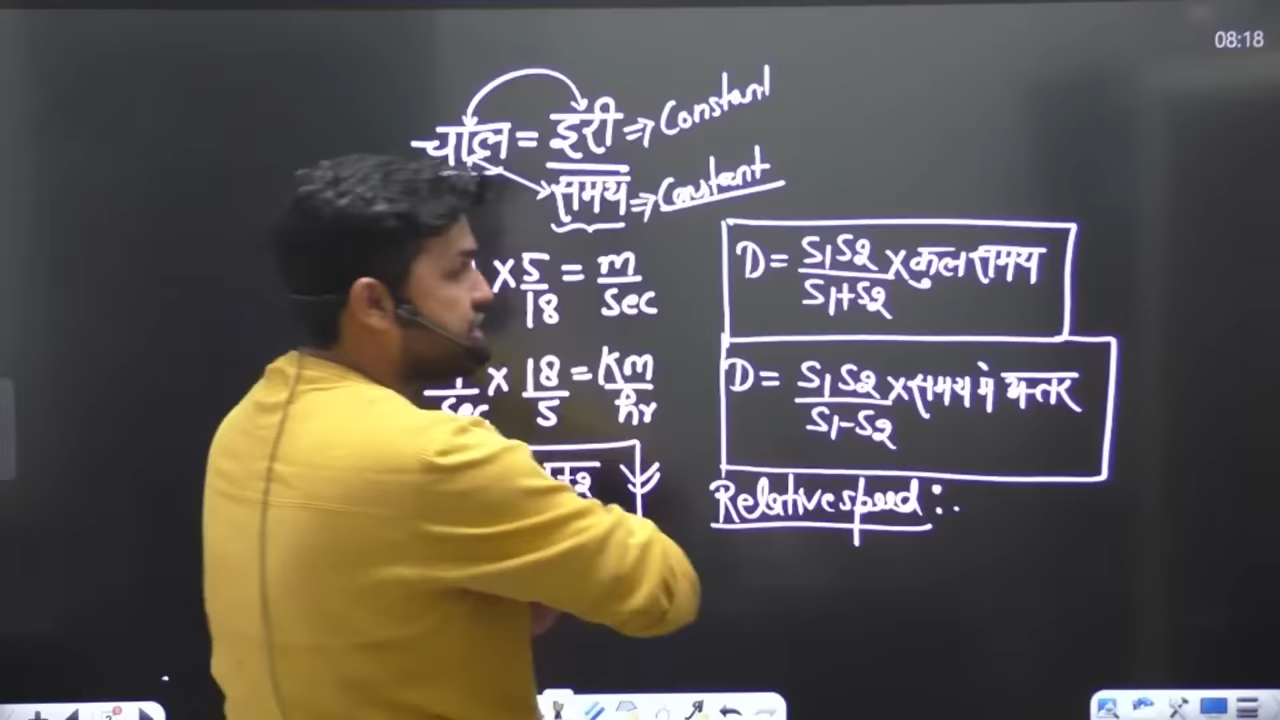 08:18
चाल = दूरी ⇒ Constant
समय ⇒ Constant
× 5/18 = m/sec
D = S1S2/S1+S2 × कुल समय
× 18/5 = Km/hr
D = S1S2/S1-S2 × समय में अन्तर
Relative speed :.